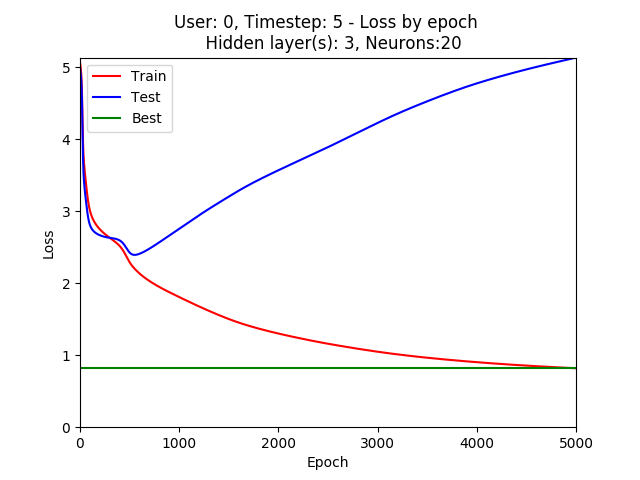 User: 0, Timestep: 5 - Loss by epoch
Hidden layer(s): 3, Neurons:20
Train
Test
Best
5
4
3
2
1
0
Loss
0 1000 2000 3000 4000 5000
Epoch